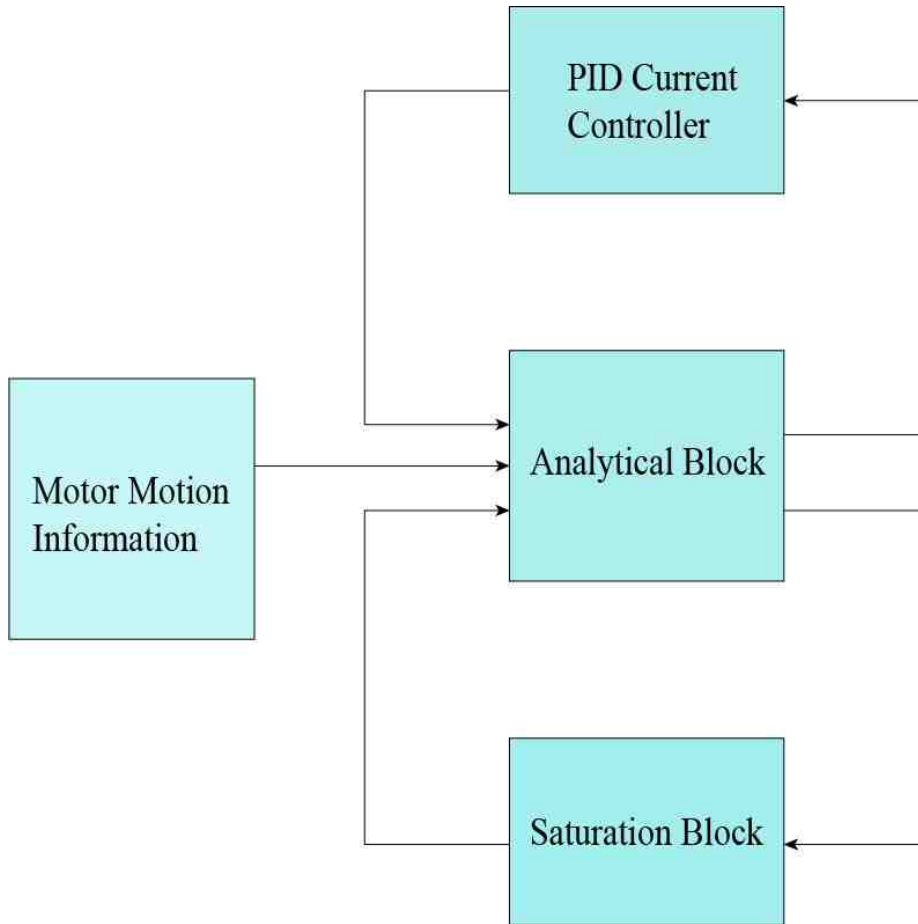 PID Current
Controller
Motor Motion
Information
Analytical Block
Saturation Block